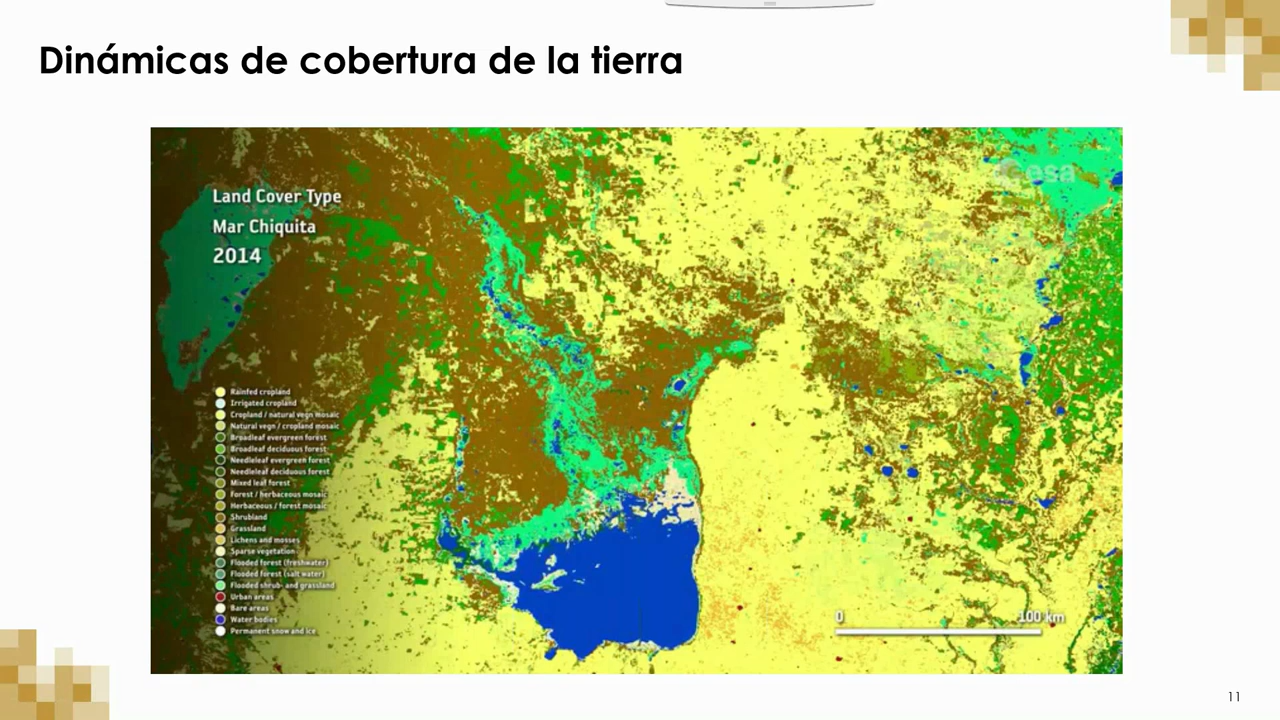 Dinámicas de cobertura de la tierra
esa
Land Cover Type
Mar Chiquita
2014
Rainfed cropland
Irrigated cropland
Cropland / natural vegn mosaic
Natural vegn / cropland mosaic
Broadleaf evergreen forest
Broadleaf deciduous forest
Needleleaf evergreen forest
Needleleaf deciduous forest
Mixed leaf forest
Forest / herbaceous mosaic
Herbaceous / forest mosaic
Shrubland
Grassland
Lichens and mosses
Sparse vegetation
Flooded forest (freshwater)
Flooded forest (salt water)
Flooded shrub- and grassland
Urban areas
Bare areas
Water bodies
Permanent snow and ice
0 100 km
11